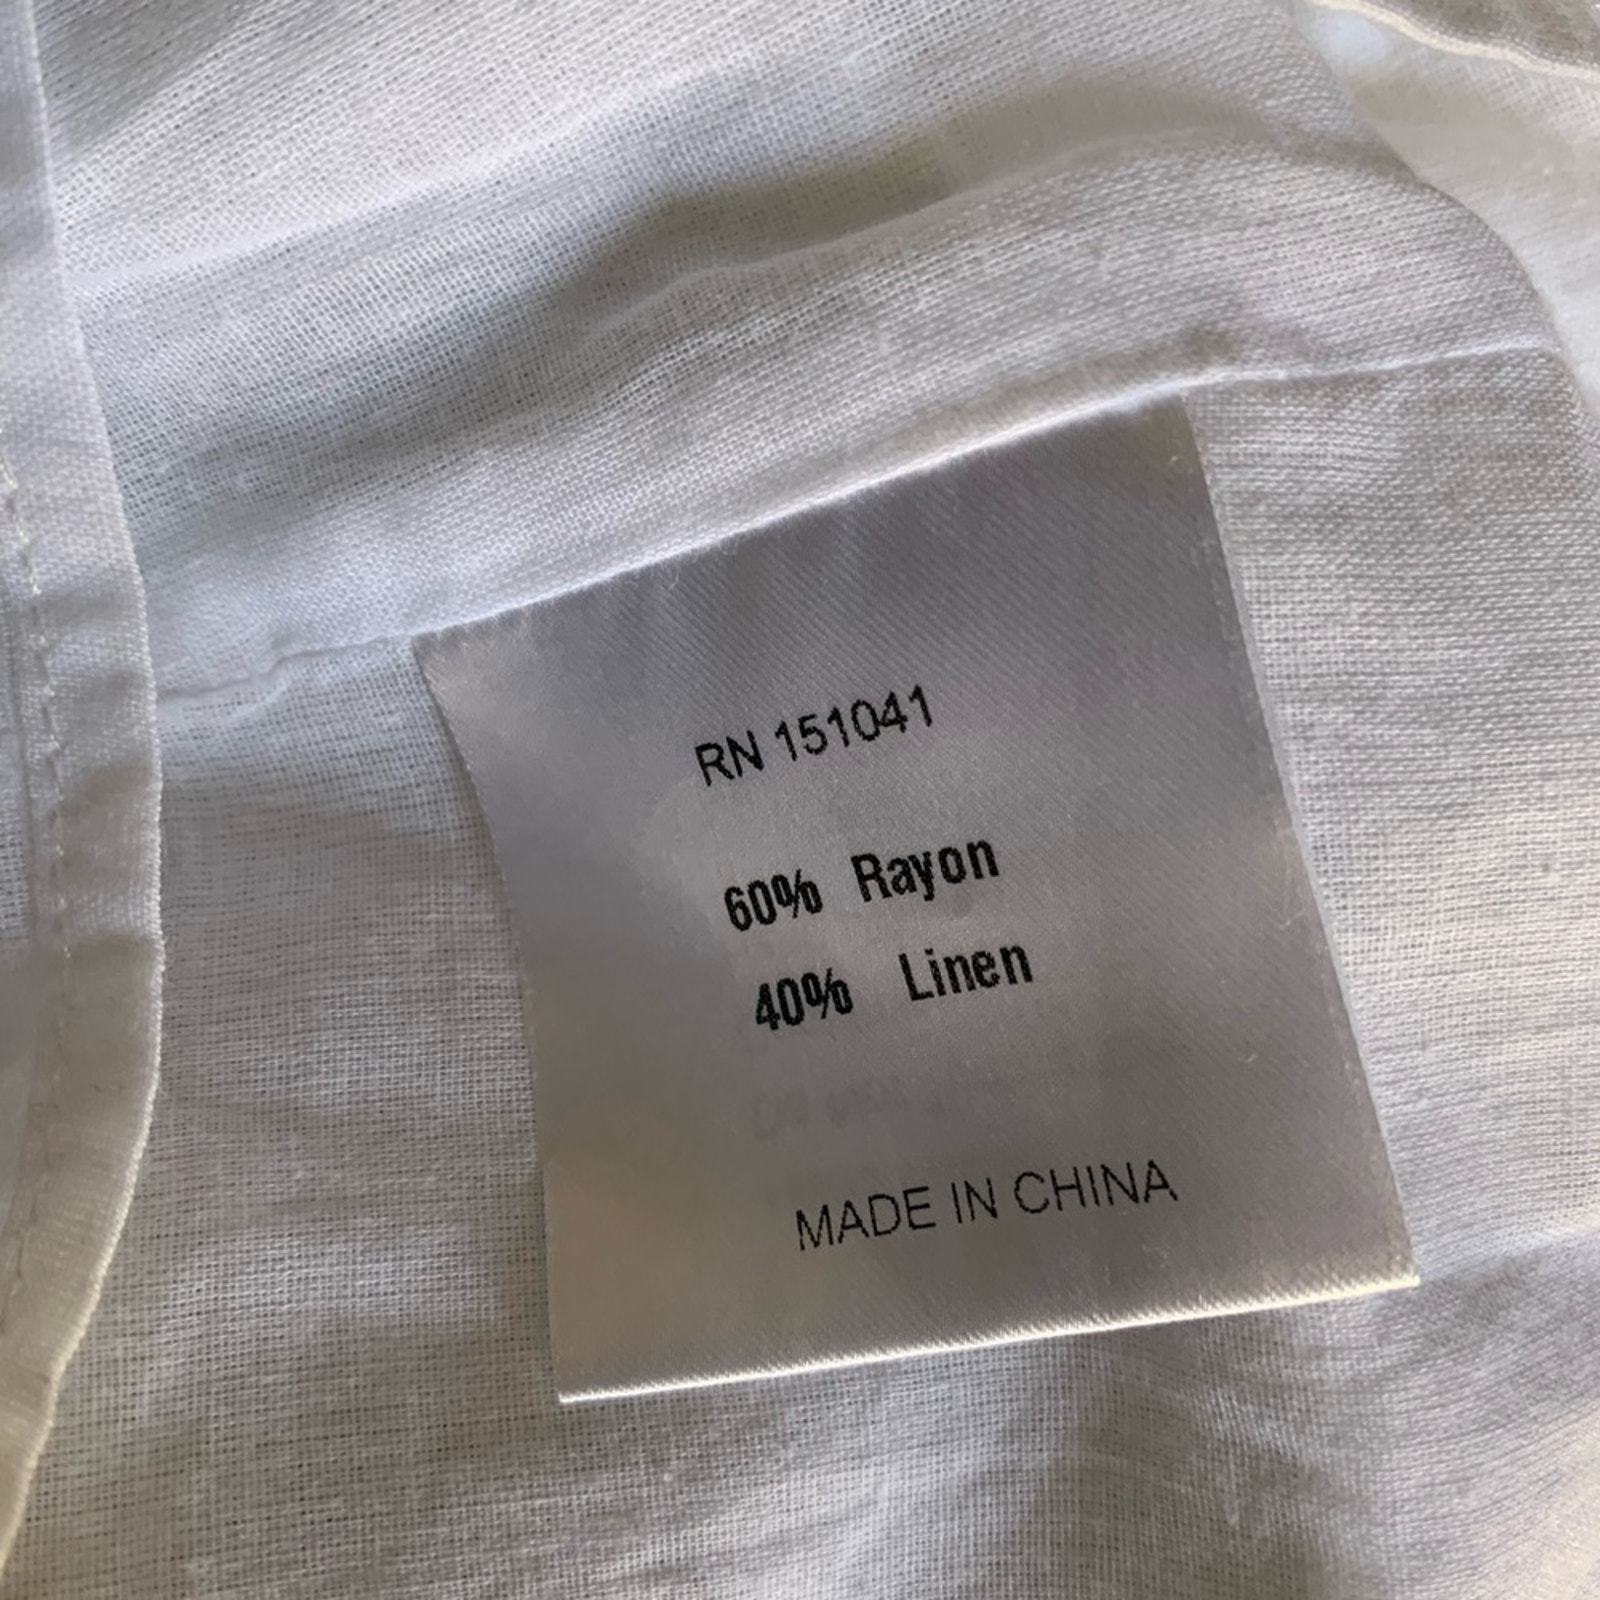 RN 151041
60% Rayon
40% Linen
MADE IN CHINA